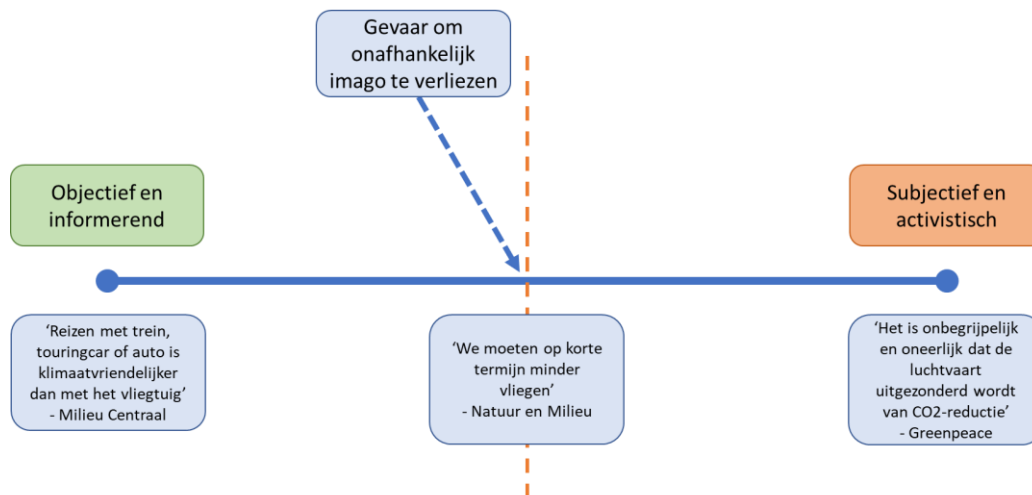 Gevaar om
onafhankelijk
imago te verliezen
Objectief en
informerend
Subjectief en
activistisch
‘Reizen met trein,
touringcar of auto is
klimaatvriendelijker
dan met het vliegtuig’
- Milieu Centraal
‘We moeten op korte
termijn minder
vliegen’
- Natuur en Milieu
‘Het is onbegrijpelijk
en oneerlijk dat de
luchtvaart
uitgezonderd wordt
van CO2-reductie’
- Greenpeace